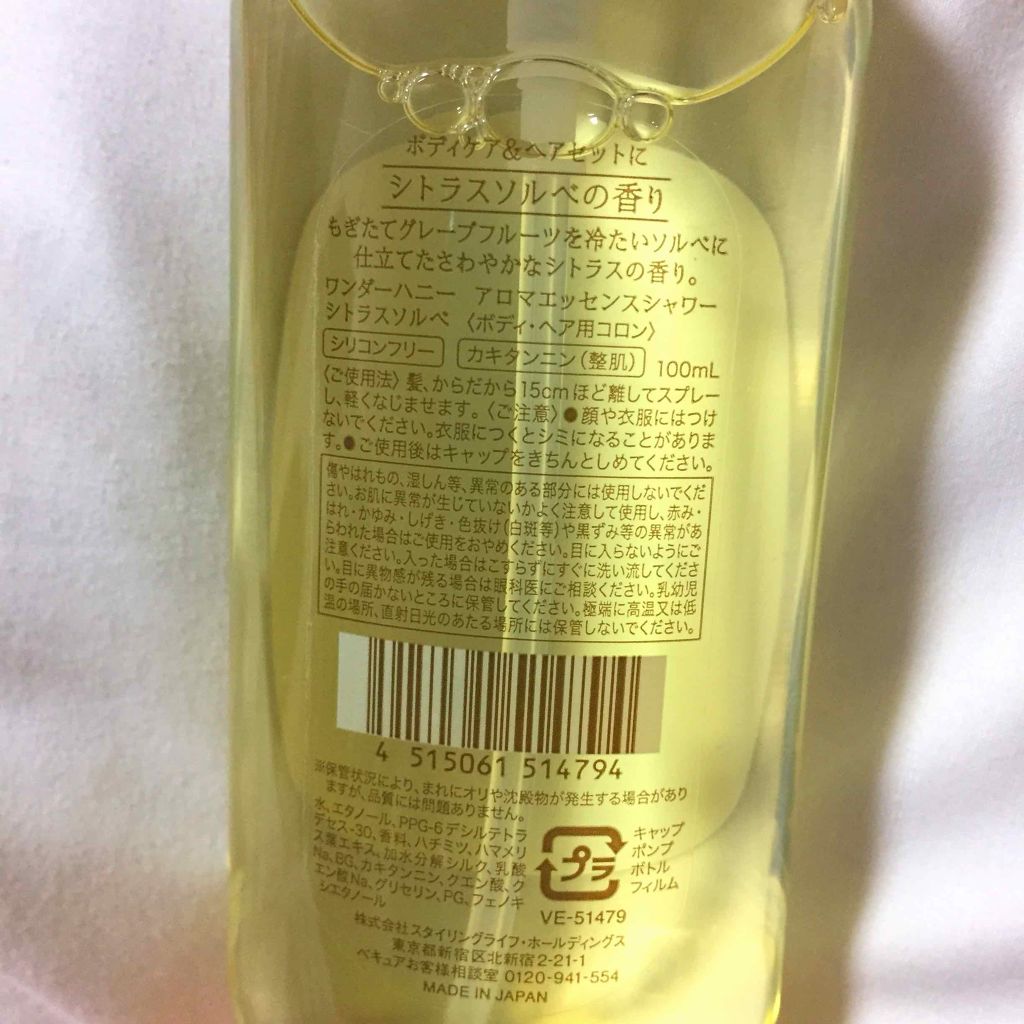 ボディケア&ヘアセットに
シトラスソルベの香り
もぎたてグレープフルーツを冷たいソルベに
仕立てたさわやかなシトラスの香り。
ワンダーハニー アロマエッセンスシャワー
シトラスソルベ 〈ボディ・ヘア用コロン〉
シリコンフリー カキタンニン(整肌) 100mL
〈ご使用法〉髪、からだから15cmほど離してスプレー
し、軽くなじませます。〈ご注意〉●顔や衣服にはつけ
ないでください。衣服につくとシミになることがありま
す。●ご使用後はキャップをきちんとしめてください。
傷やはれもの、湿しん等、異常のある部分には使用しないでくだ
さい。お肌に異常が生じていないかよく注意して使用し、赤み・
はれ・かゆみ・しげき・色抜け(白斑等)や黒ずみ等の異常があ
らわれた場合はご使用をおやめください。目に入らないようにご
注意ください。入った場合はこすらずにすぐに洗い流してくださ
い。目に異物感が残る場合は眼科医にご相談ください。乳幼児
の手の届かないところに保管してください。極端に高温又は低
温の場所、直射日光のあたる場所には保管しないでください。
4 515061 514794
※保管状況により、まれにオリや沈殿物が発生する場合があり
ますが、品質には問題ありません。
水、エタノール、PPG-6デシルテトラ
デセス-30、香料、ハチミツ、ハマメリ
ス葉エキス、加水分解シルク、乳酸
Na、BG、カキタンニン、クエン酸、ク
エン酸Na、グリセリン、PG、フェノキ
シエタノール
プラ
キャップ
ポンプ
ボトル
フィルム
VE-51479
株式会社スタイリングライフ・ホールディングス
東京都新宿区北新宿2-21-1
ベキュアお客様相談室 0120-941-554
MADE IN JAPAN